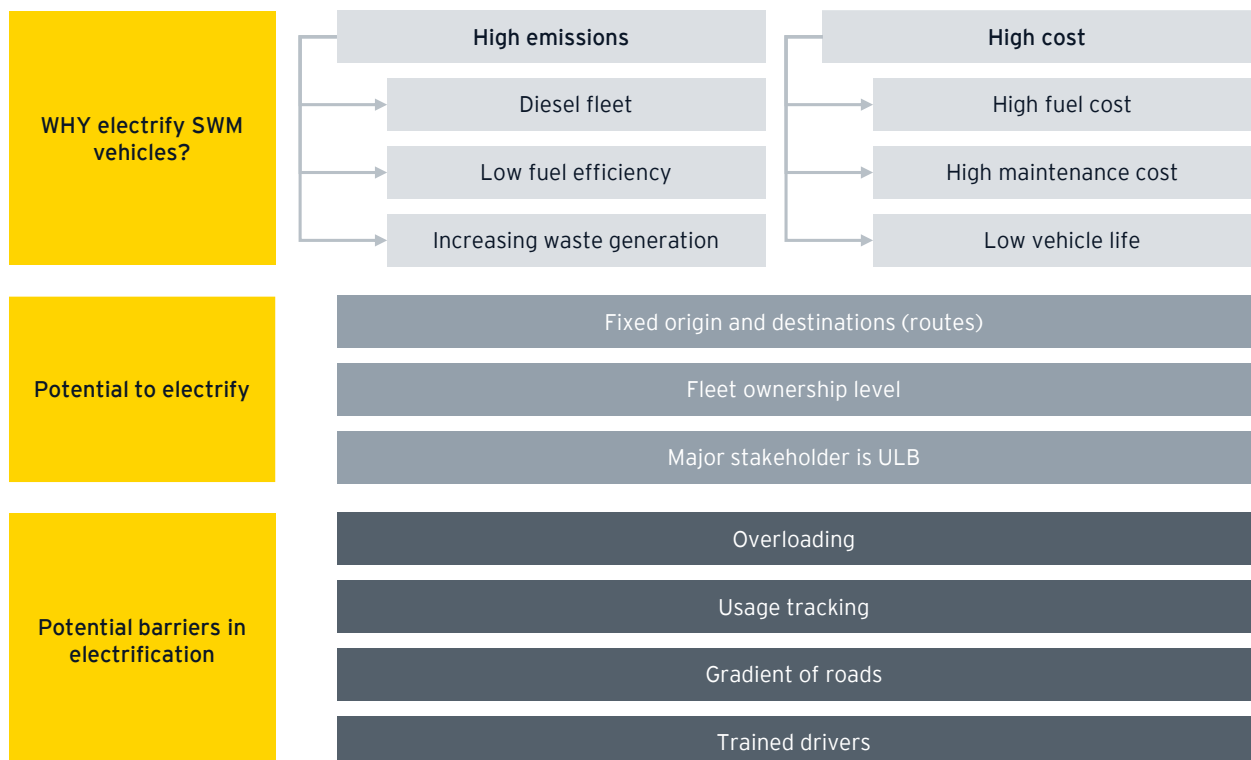 WHY electrify SWM
vehicles?
High emissions
Diesel fleet
Low fuel efficiency
Increasing waste generation
High cost
High fuel cost
High maintenance cost
Low vehicle life
Potential to electrify
Fixed origin and destinations (routes)
Fleet ownership level
Major stakeholder is ULB
Potential barriers in
electrification
Overloading
Usage tracking
Gradient of roads
Trained drivers